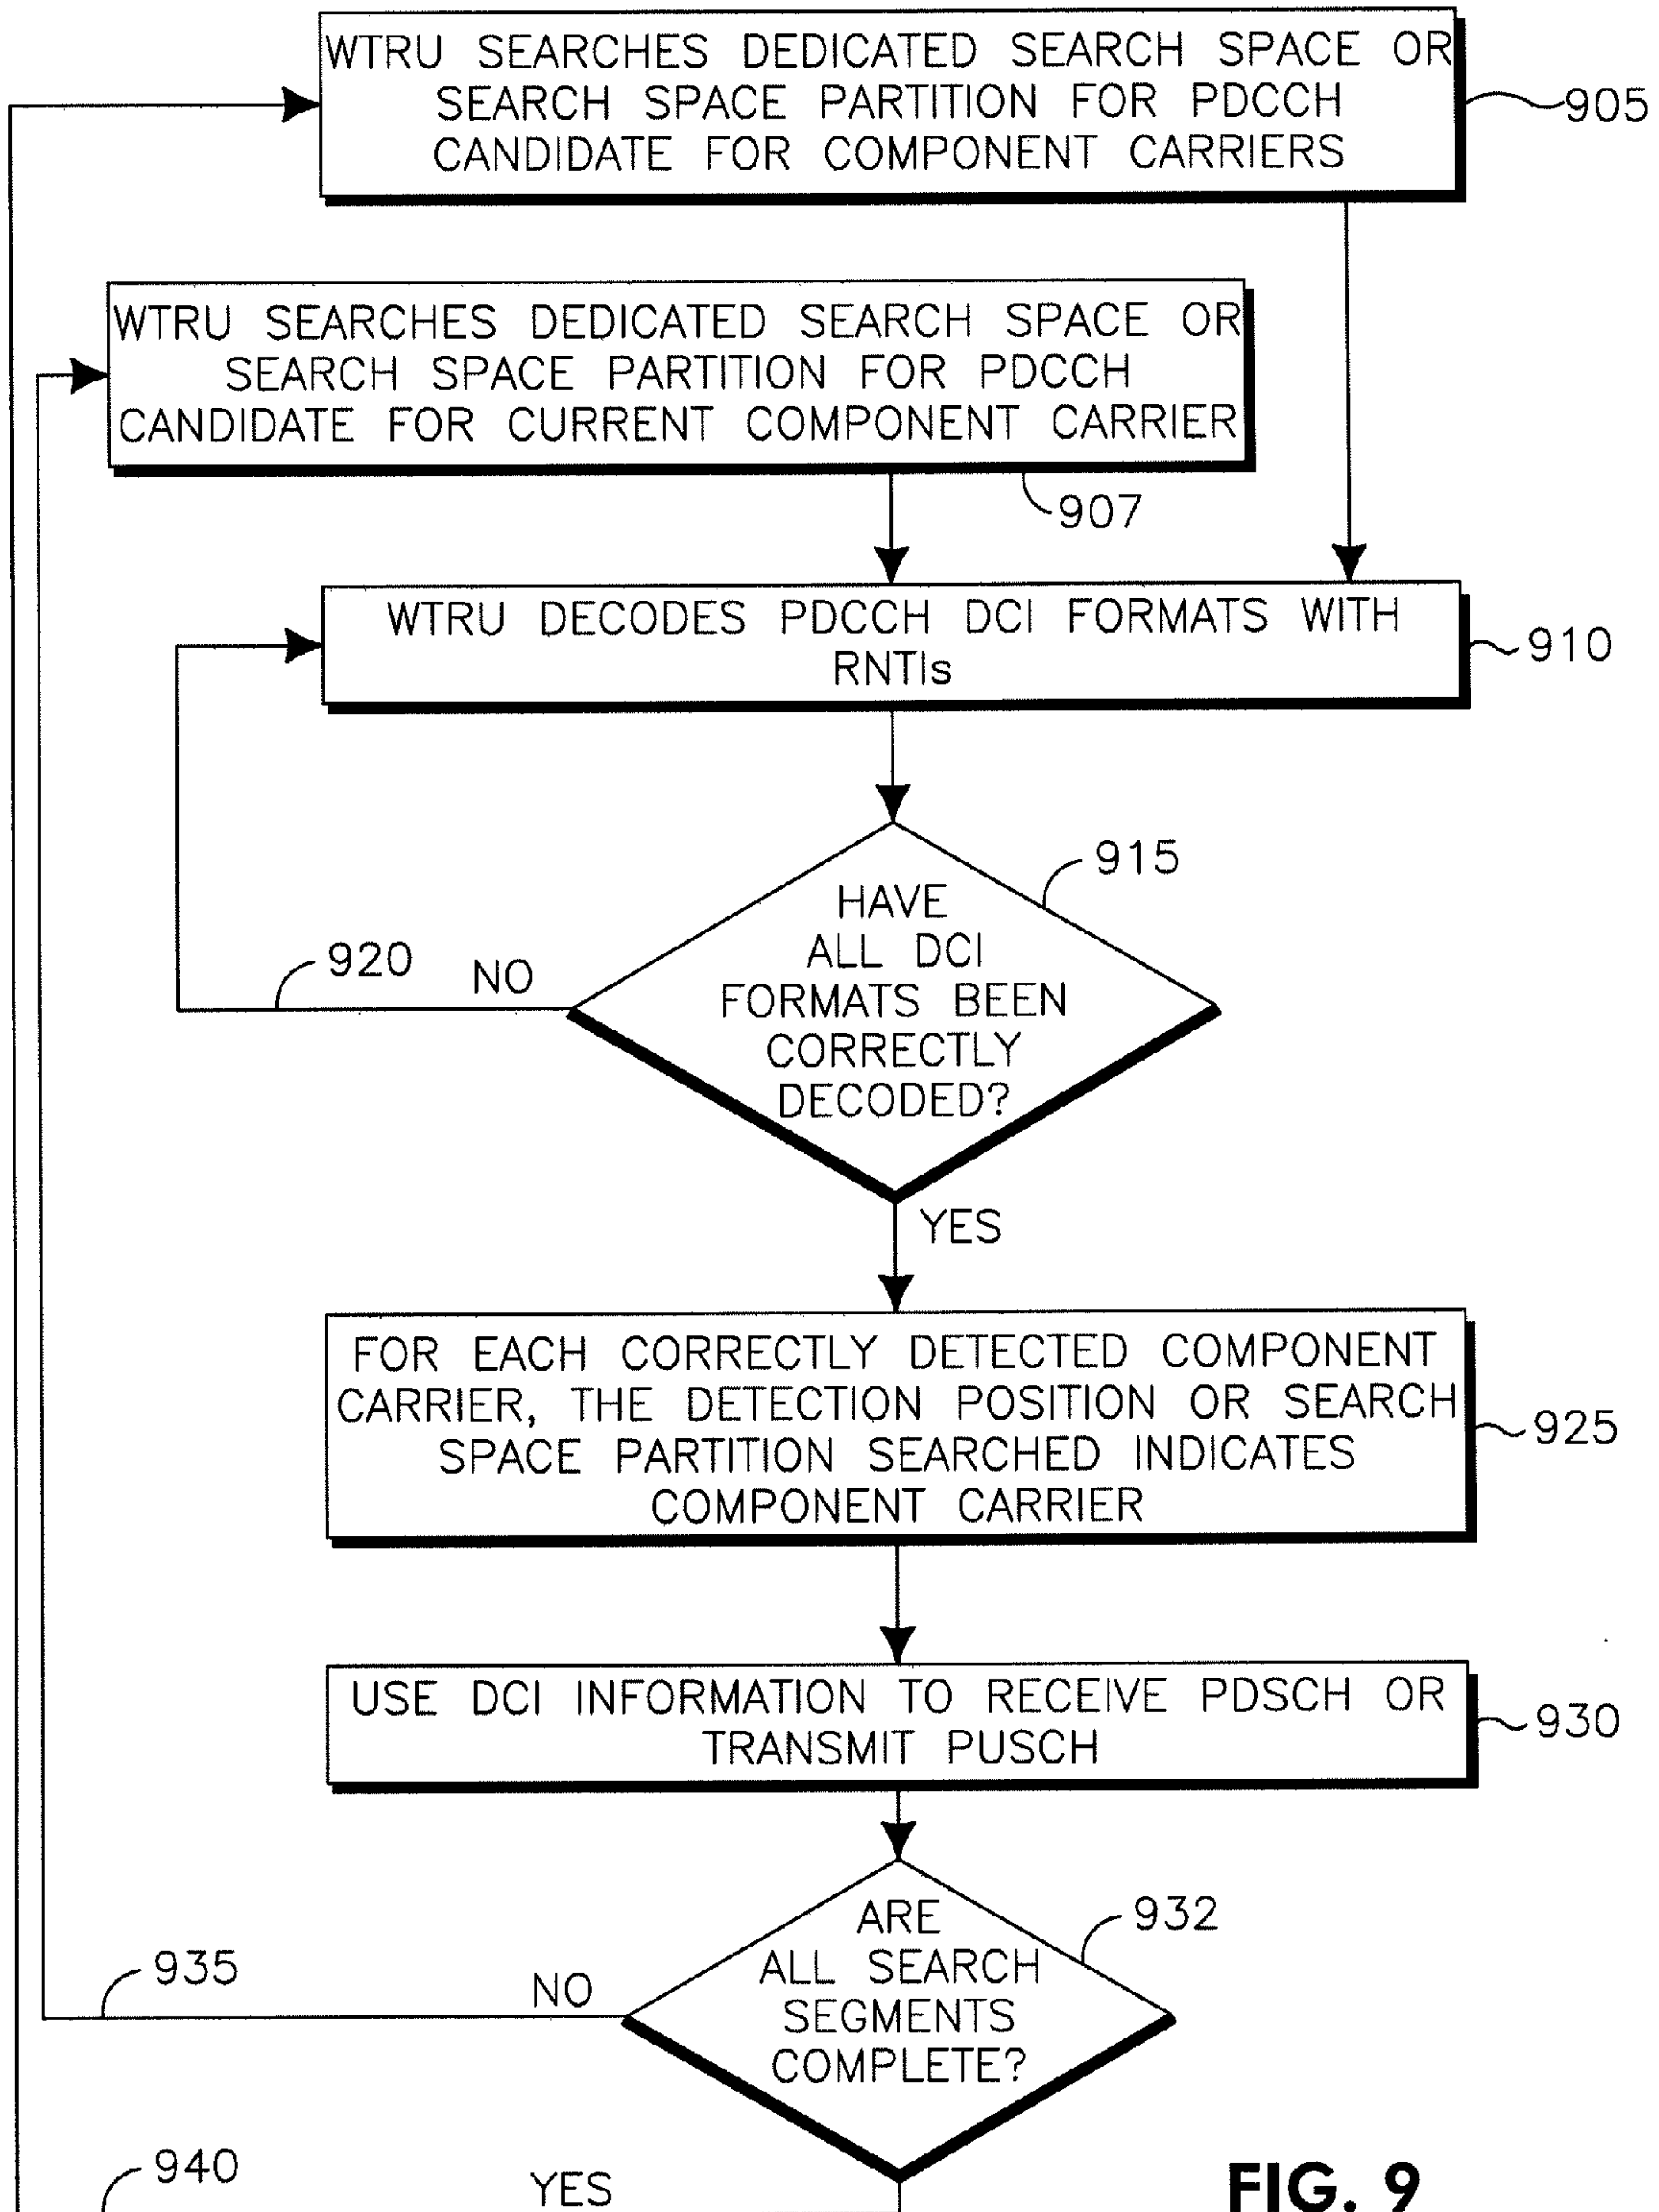 WTRU SEARCHES DEDICATED SEARCH SPACE OR
SEARCH SPACE PARTITION FOR PDCCH
CANDIDATE FOR COMPONENT CARRIERS
905
WTRU SEARCHES DEDICATED SEARCH SPACE OR
SEARCH SPACE PARTITION FOR PDCCH
CANDIDATE FOR CURRENT COMPONENT CARRIER
907
WTRU DECODES PDCCH DCI FORMATS WITH
RNTIs
910
915
HAVE
ALL DCI
FORMATS BEEN
CORRECTLY
DECODED?
920
NO
YES
FOR EACH CORRECTLY DETECTED COMPONENT
CARRIER, THE DETECTION POSITION OR SEARCH
SPACE PARTITION SEARCHED INDICATES
COMPONENT CARRIER
925
USE DCI INFORMATION TO RECEIVE PDSCH OR
TRANSMIT PUSCH
930
932
ARE
ALL SEARCH
SEGMENTS
COMPLETE?
935
NO
940
YES
FIG. 9